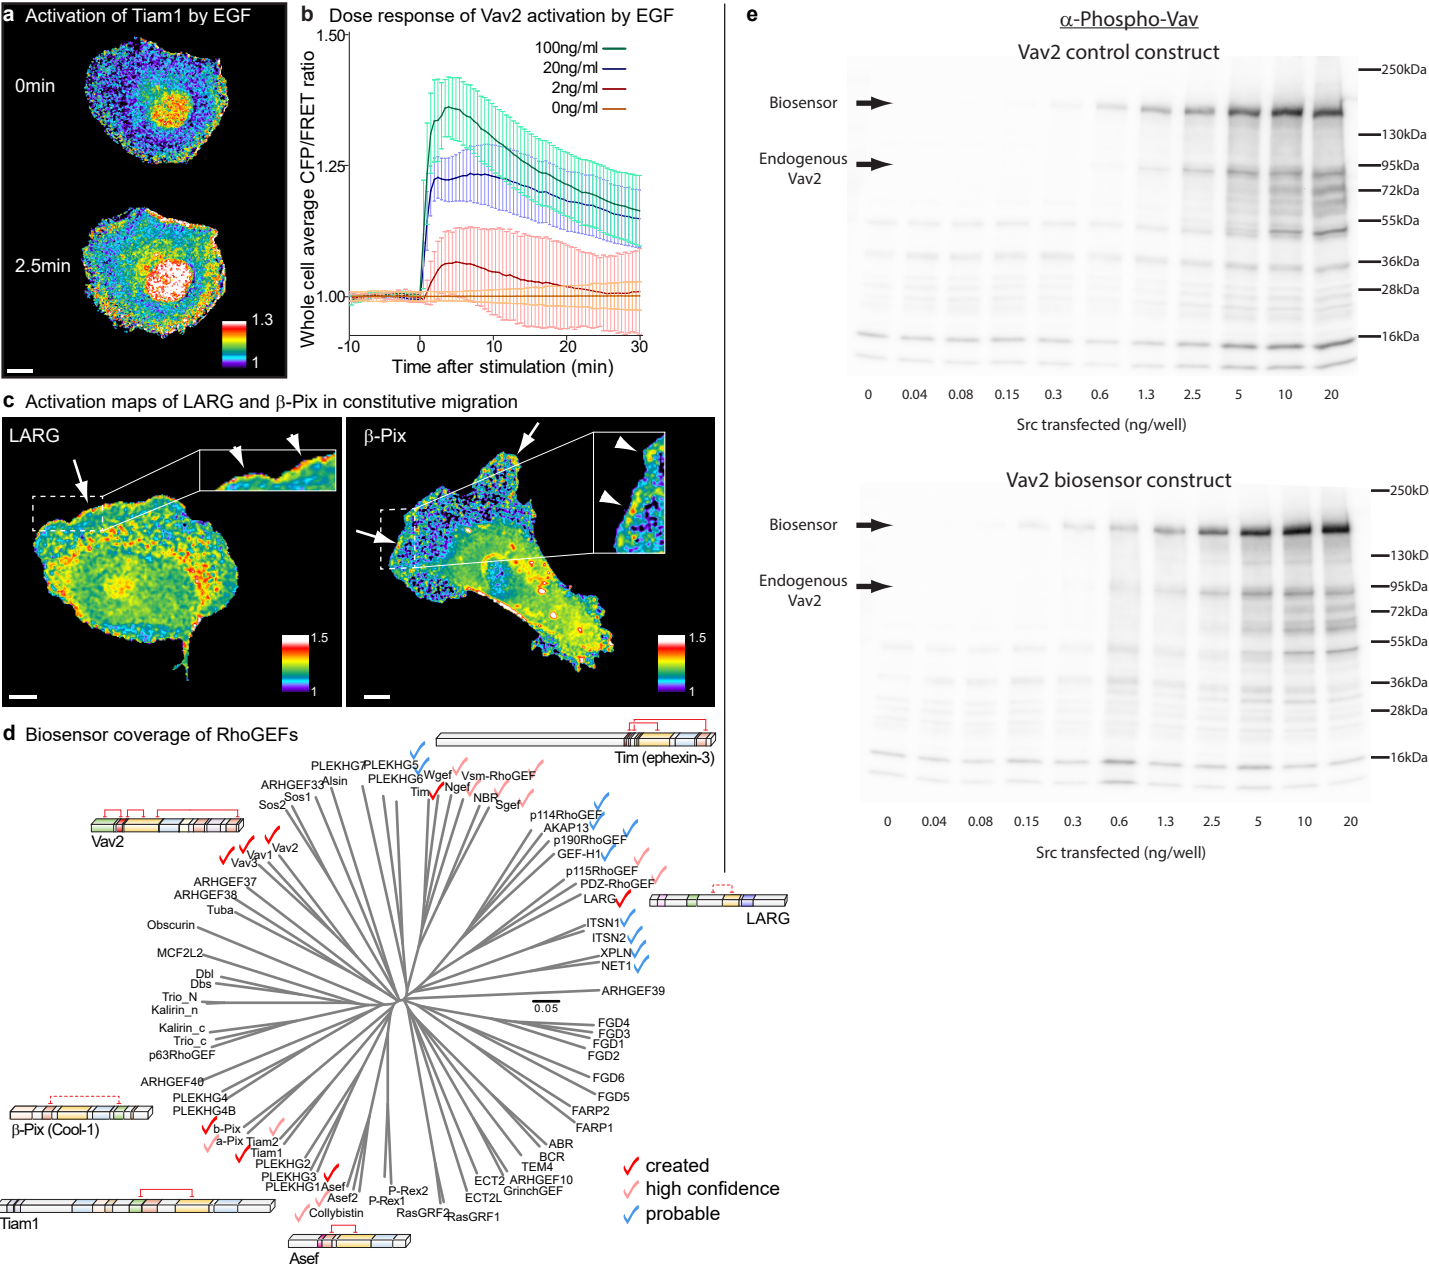 a Activation of Tiam1 by EGF
0min
2.5min
1.3
1
b Dose response of Vav2 activation by EGF
Whole cell average CFP/FRET ratio
1.50
1.25
1.00
100ng/ml
20ng/ml
2ng/ml
0ng/ml
-10 0 10 20 30
Time after stimulation (min)
c Activation maps of LARG and β-Pix in constitutive migration
LARG
1.5
1
β-Pix
1.5
1
d Biosensor coverage of RhoGEFs
Tim (ephexin-3)
Vav2
LARG
β-Pix (Cool-1)
Tiam1
Asef
PLEKHG7
PLEKHG5
PLEKHG6
Tim
Wgef
Ngef
Vsm-RhoGEF
NBR
Sgef
p114RhoGEF
AKAP13
p190RhoGEF
GEF-H1
p115RhoGEF
PDZ-RhoGEF
LARG
ITSN1
ITSN2
XPLN
NET1
ARHGEF39
0.05
FGD4
FGD3
FGD1
FGD2
FGD6
FGD5
FARP2
FARP1
ABR
BCR
TEM4
ARHGEF10
GrinchGEF
ECT2
ECT2L
RasGRF1
RasGRF2
P-Rex2
P-Rex1
Collybistin
Asef2
Asef
PLEKHG1
PLEKHG3
PLEKHG2
Tiam1
Tiam2
a-Pix
b-Pix
PLEKHG4B
PLEKHG4
ARHGEF40
p63RhoGEF
Trio_c
Kalirin_c
Kalirin_n
Trio_N
Dbs
Dbl
MCF2L2
Obscurin
Tuba
ARHGEF38
ARHGEF37
Vav3
Vav1
Vav2
Sos2
Sos1
ARHGEF33
Alsin
created
high confidence
probable
e
α-Phospho-Vav
Vav2 control construct
Biosensor
Endogenous
Vav2
250kDa
130kDa
95kDa
72kDa
55kDa
36kDa
28kDa
16kDa
0 0.04 0.08 0.15 0.3 0.6 1.3 2.5 5 10 20
Src transfected (ng/well)
Vav2 biosensor construct
Biosensor
Endogenous
Vav2
250kD
130kD
95kDa
72kDa
55kDa
36kDa
28kDa
16kDa
0 0.04 0.08 0.15 0.3 0.6 1.3 2.5 5 10 20
Src transfected (ng/well)